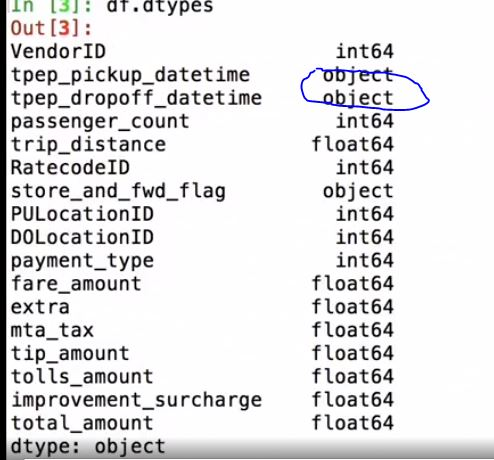 In [3]: df.dtypes
Out[3]:
VendorID int64
tpep_pickup_datetime object
tpep_dropoff_datetime object
passenger_count int64
trip_distance float64
RatecodeID int64
store_and_fwd_flag object
PULocationID int64
DOLocationID int64
payment_type int64
fare_amount float64
extra float64
mta_tax float64
tip_amount float64
tolls_amount float64
improvement_surcharge float64
total_amount float64
dtype: object